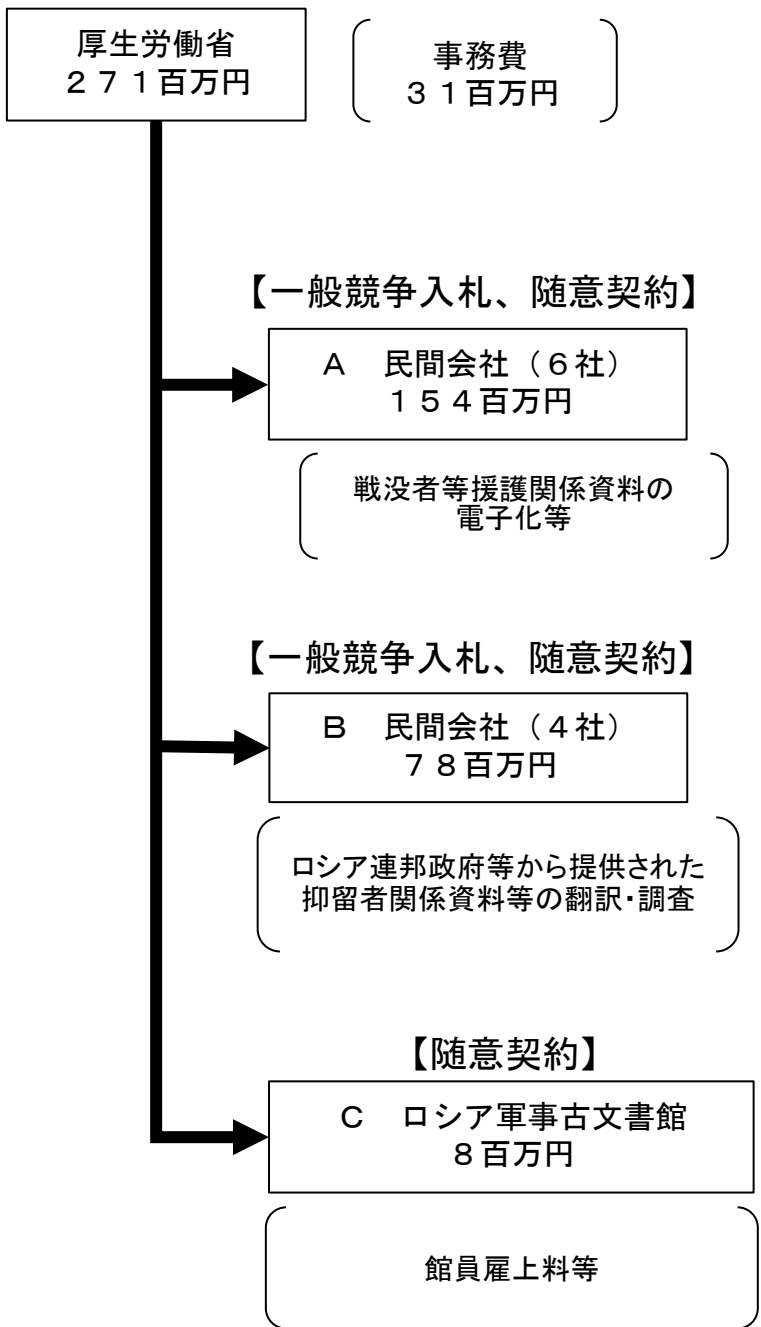 厚生労働省
２７１百万円
事務費
３１百万円
【一般競争入札、随意契約】
Ａ　民間会社（６社）
１５４百万円
戦没者等援護関係資料の
電子化等
【一般競争入札、随意契約】
Ｂ　民間会社（４社）
７８百万円
ロシア連邦政府等から提供された
抑留者関係資料等の翻訳・調査
【随意契約】
Ｃ　ロシア軍事古文書館
８百万円
館員雇上料等